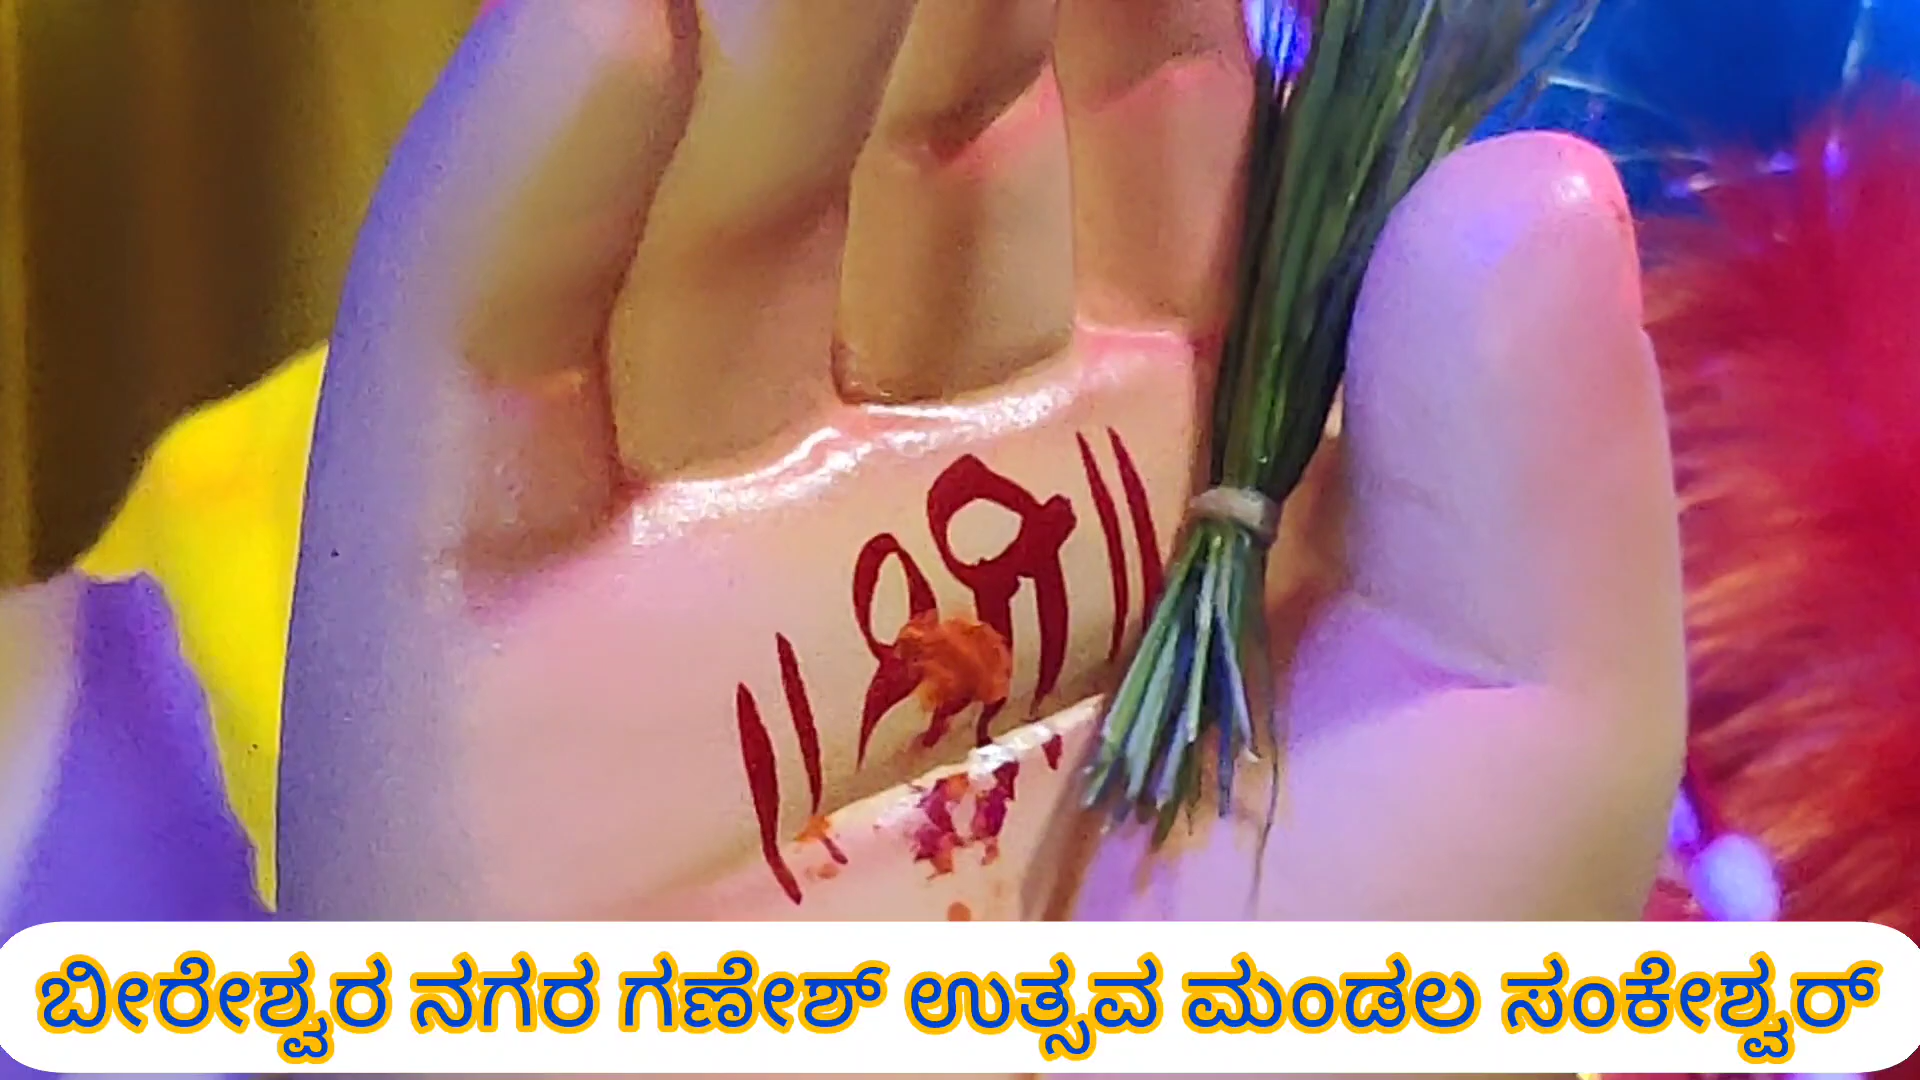 ॥श्री॥
ಬೀರೇಶ್ವರ ನಗರ ಗಣೇಶ್ ಉತ್ಸವ ಮಂಡಲ ಸಂಕೇಶ್ವರ್